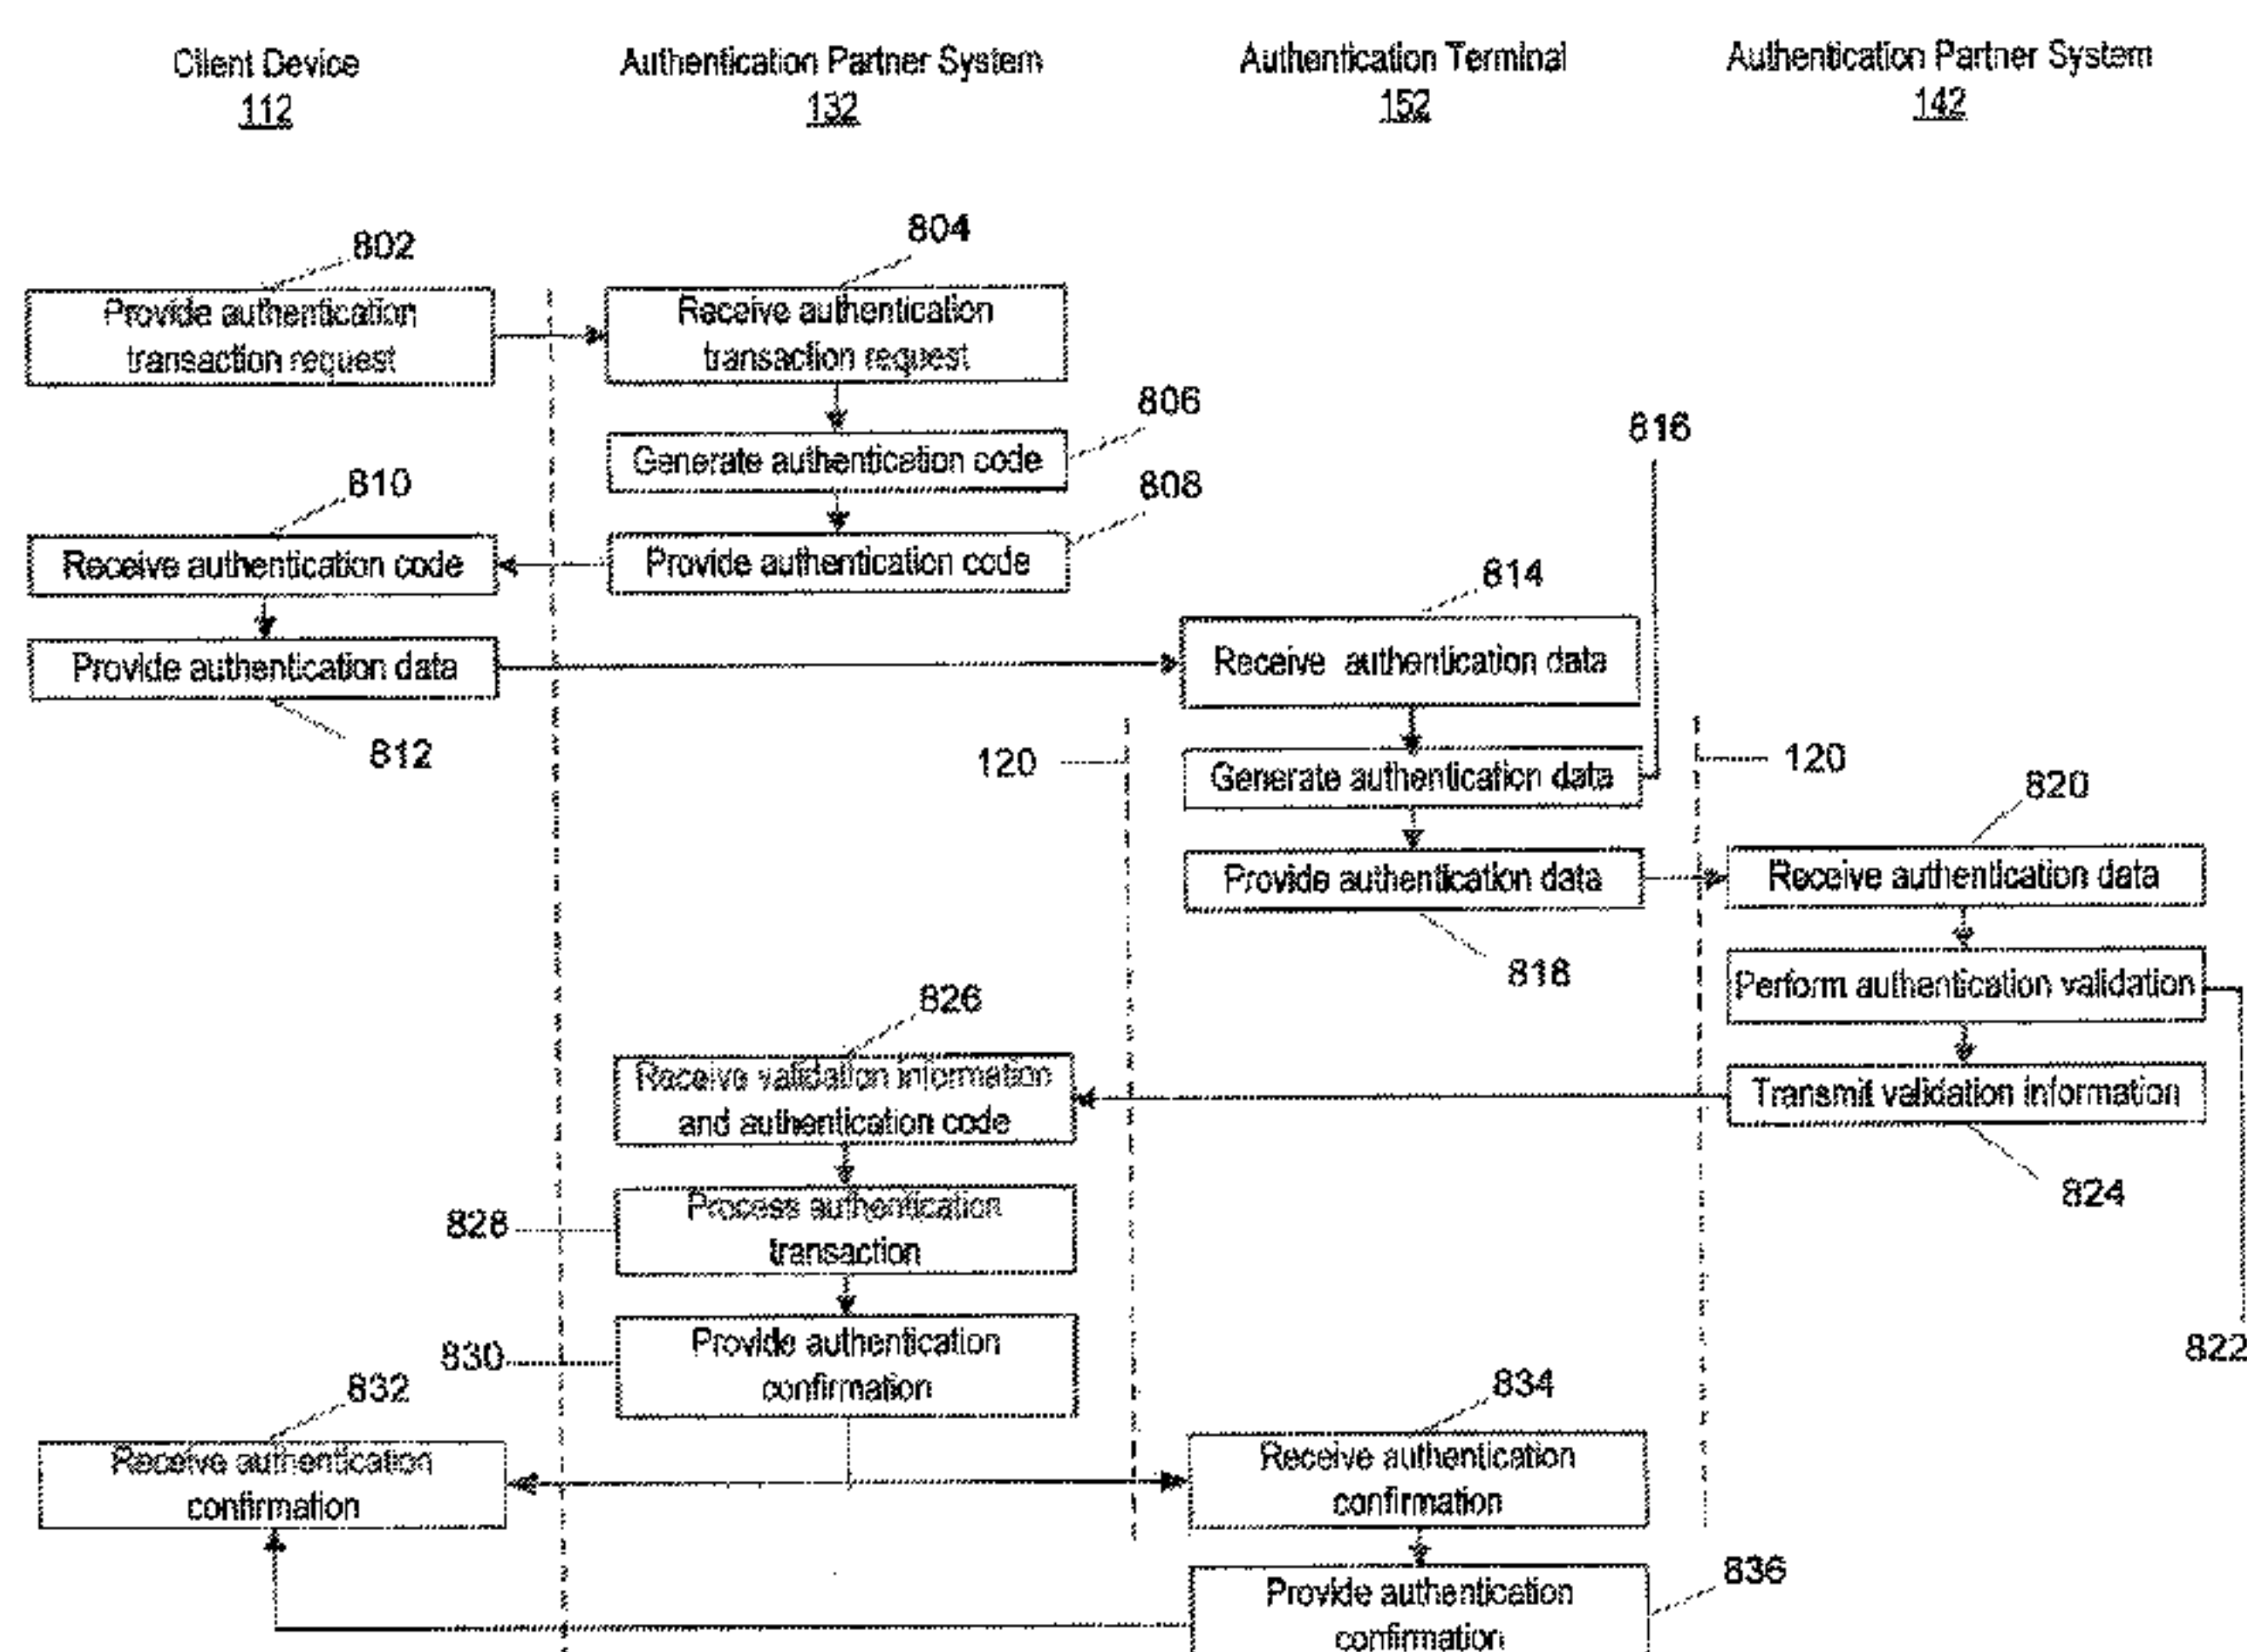 Client Device
112
Authentication Partner System
132
Authentication Terminal
152
Authentication Partner System
142
802
Provide authentication
transaction request
804
Receive authentication
transaction request
806
Generate authentication code
808
Provide authentication code
810
Receive authentication code
Provide authentication data
812
814
Receive authentication data
816
120
Generate authentication data
120
Provide authentication data
818
820
Receive authentication data
Perform authentication validation
822
Transmit validation information
824
826
Receive validation information
and authentication code
828
Process authentication
transaction
830
Provide authentication
confirmation
832
Receive authentication
confirmation
834
Receive authentication
confirmation
836
Provide authentication
confirmation